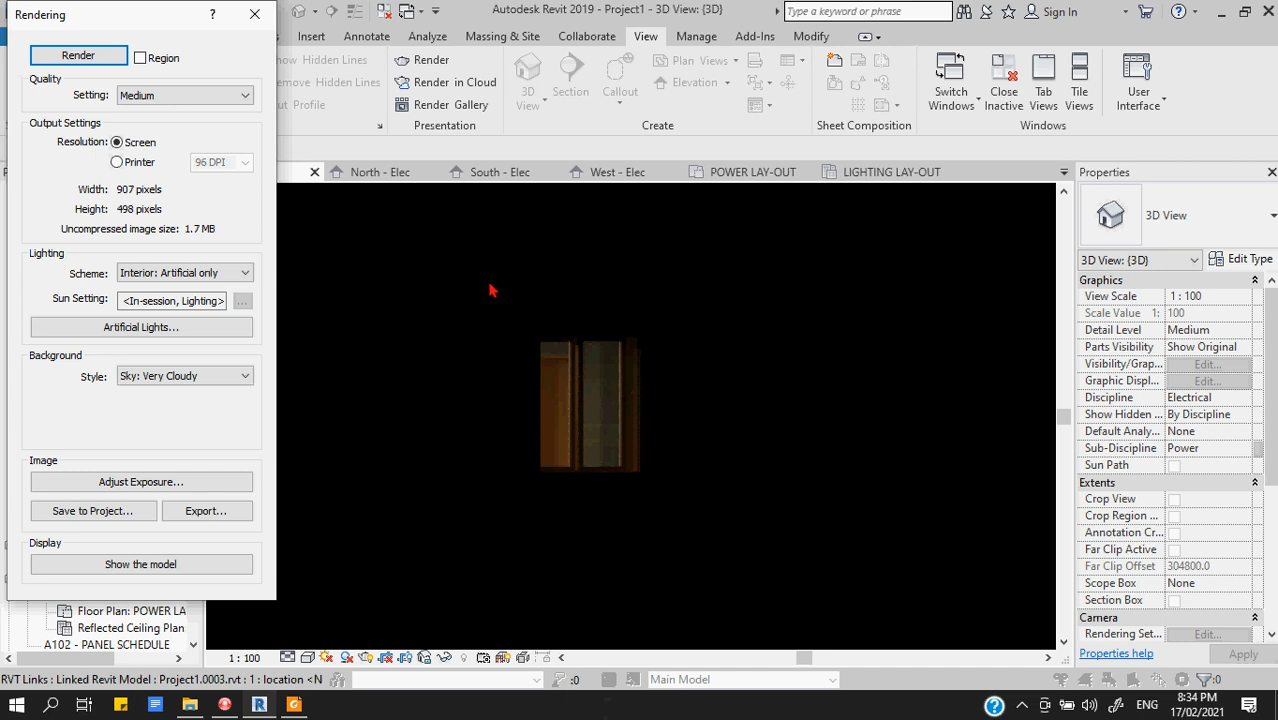 Rendering
?
Autodesk Revit 2019 - Project1 - 3D View: {3D}
Type a keyword or phrase
Sign In
Insert Annotate Analyze Massing & Site Collaborate View Manage Add-Ins Modify
Render
Region
Quality
Setting: Medium
Output Settings
Resolution: Screen
Printer 96 DPI
Width: 907 pixels
Height: 498 pixels
Uncompressed image size: 1.7 MB
Lighting
Scheme: Interior: Artificial only
Sun Setting: <In-session, Lighting> ...
Artificial Lights...
Background
Style: Sky: Very Cloudy
Image
Adjust Exposure...
Save to Project... Export...
Display
Show the model
Hidden Lines
Hidden Lines
Profile
Render
Render in Cloud
Render Gallery
Presentation
3D View
Section
Callout
Plan Views
Elevation
Create
Sheet Composition
Switch Windows
Close Inactive
Tab Views
Tile Views
User Interface
Windows
North - Elec South - Elec West - Elec POWER LAY-OUT LIGHTING LAY-OUT
Properties
3D View
3D View: {3D} Edit Type
Graphics
View Scale 1 : 100
Scale Value 1: 100
Detail Level Medium
Parts Visibility Show Original
Visibility/Grap... Edit...
Graphic Displ... Edit...
Discipline Electrical
Show Hidden ... By Discipline
Default Analy... None
Sub-Discipline Power
Sun Path
Extents
Crop View
Crop Region ...
Annotation Cr...
Far Clip Active
Far Clip Offset 304800.0
Scope Box None
Section Box
Camera
Rendering Set... Edit...
Properties help Apply
Floor Plan: POWER LA
Reflected Ceiling Plan
A102 - PANEL SCHEDULE
1 : 100
RVT Links : Linked Revit Model : Project1.0003.rvt : 1 : location <N
:0
Main Model
:0
ENG
8:34 PM
17/02/2021